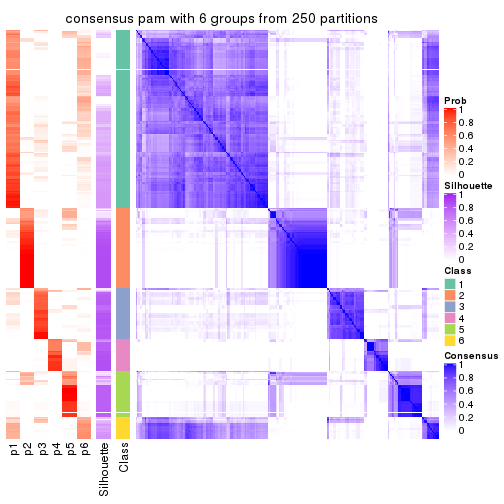 consensus pam with 6 groups from 250 partitions
Prob
1
0.8
0.6
0.4
0.2
0
Silhouette
1
0.8
0.6
0.4
0.2
0
Class
1
2
3
4
5
6
Consensus
1
0.8
0.6
0.4
0.2
0
p1
p2
p3
p4
p5
p6
Silhouette
Class